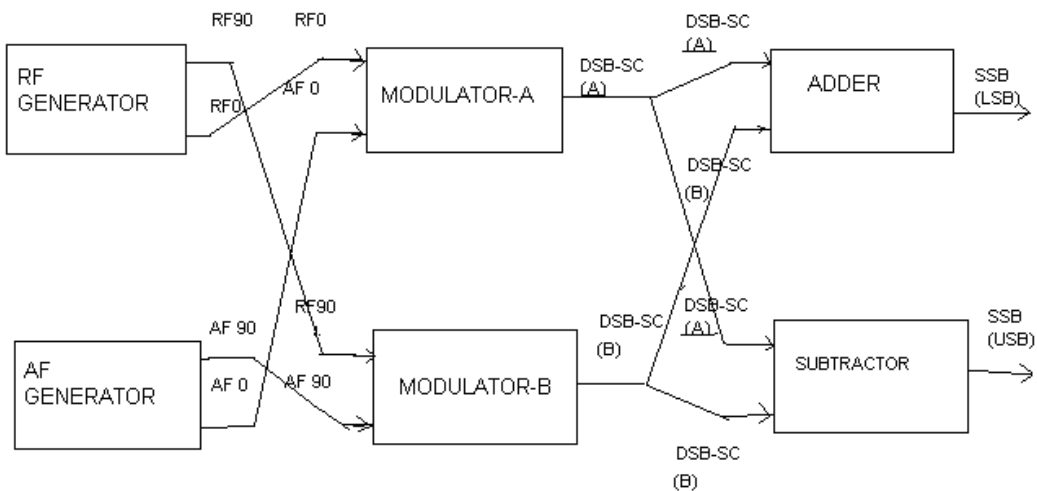 RF90
RF0
DSB-SC
(A)
RF
GENERATOR
RF0
AF 0
MODULATOR-A
DSB-SC
(A)
ADDER
SSB
(LSB)
DSB-SC
(B)
AF 90
RF90
DSB-SC
(B)
DSB-SC
(A)
SSB
(USB)
AF
GENERATOR
AF 0
AF 90
MODULATOR-B
SUBTRACTOR
DSB-SC
(B)